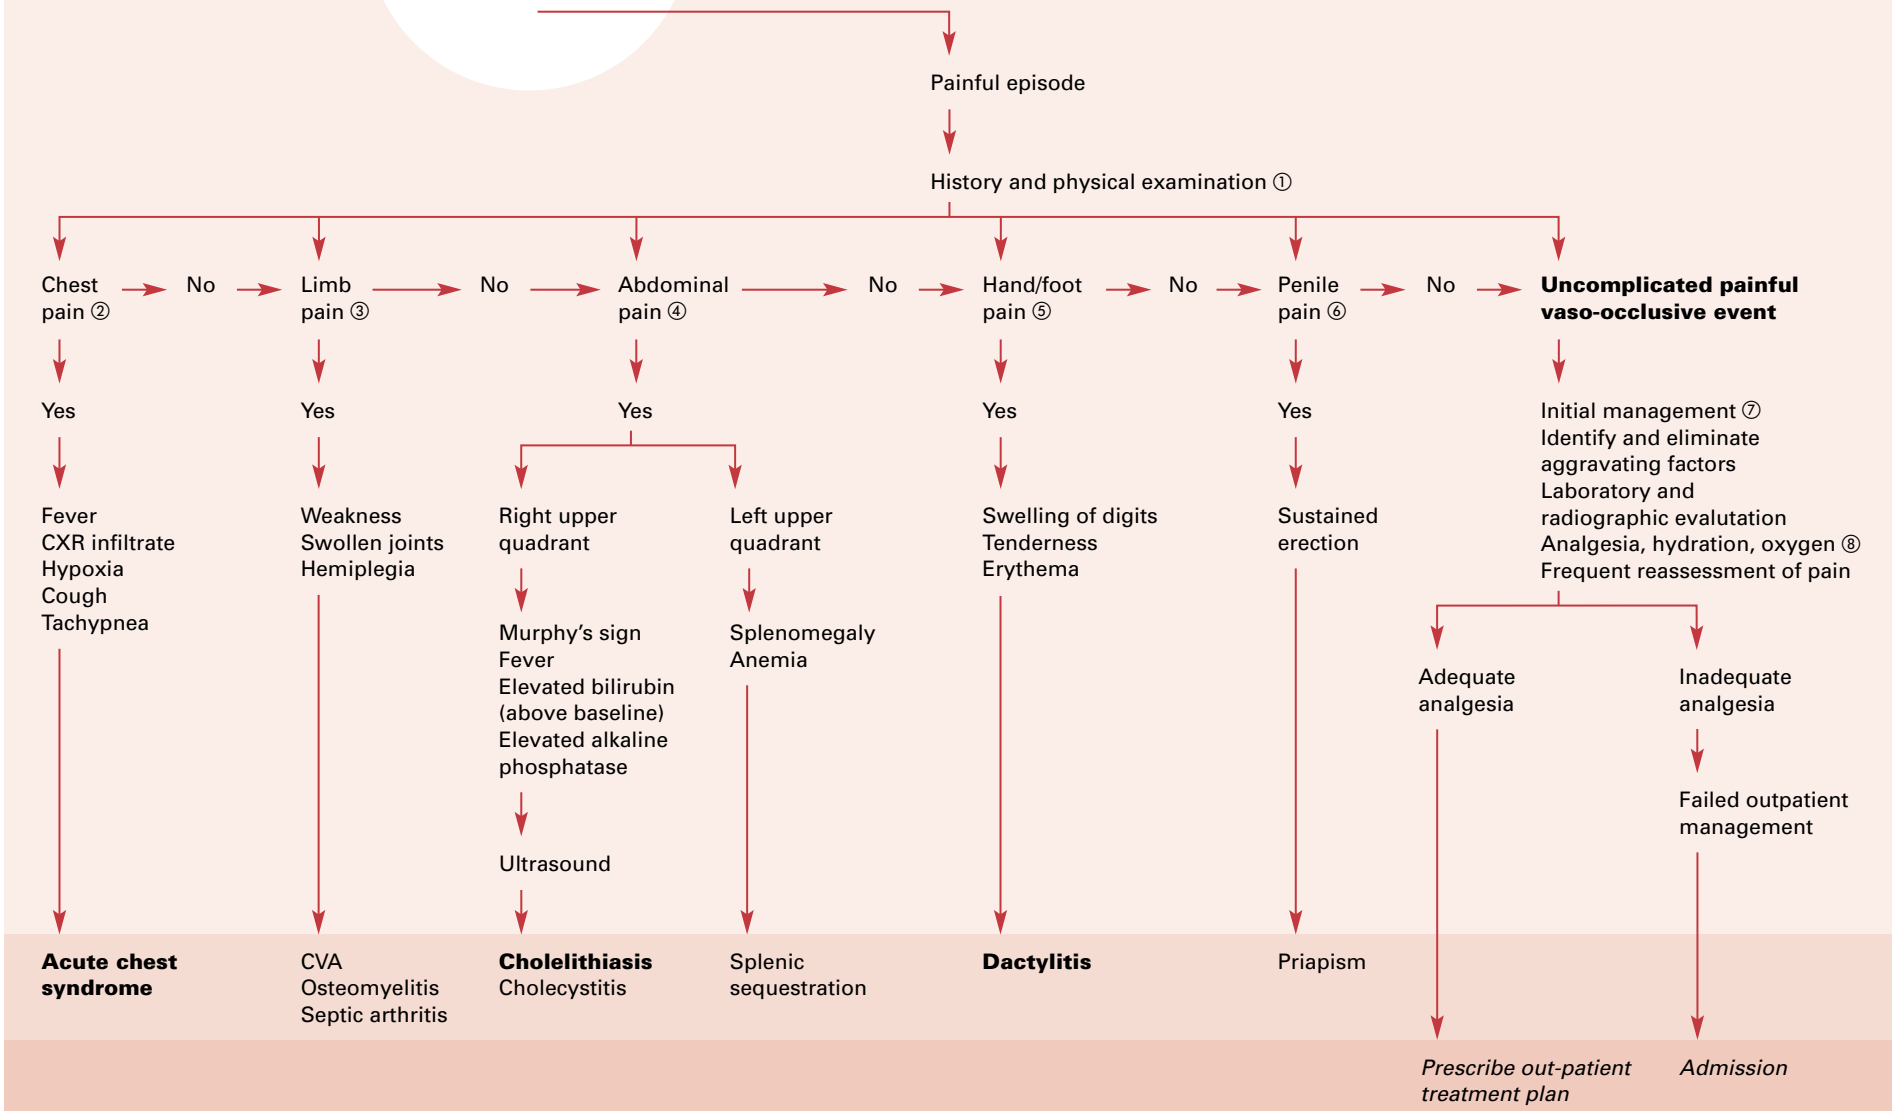 Painful episode
History and physical examination ①
Chest
pain ②
No
Limb
pain ③
No
Abdominal
pain ④
No
Hand/foot
pain ⑤
No
Penile
pain ⑥
No
Uncomplicated painful
vaso-occlusive event
Yes
Yes
Yes
Yes
Yes
Initial management ⑦
Identify and eliminate
aggravating factors
Laboratory and
radiographic evalutation
Analgesia, hydration, oxygen ⑧
Frequent reassessment of pain
Fever
CXR infiltrate
Hypoxia
Cough
Tachypnea
Weakness
Swollen joints
Hemiplegia
Right upper
quadrant
Left upper
quadrant
Swelling of digits
Tenderness
Erythema
Sustained
erection
Murphy’s sign
Fever
Elevated bilirubin
(above baseline)
Elevated alkaline
phosphatase
Splenomegaly
Anemia
Adequate
analgesia
Inadequate
analgesia
Failed outpatient
management
Ultrasound
Acute chest
syndrome
CVA
Osteomyelitis
Septic arthritis
Cholelithiasis
Cholecystitis
Splenic
sequestration
Dactylitis
Priapism
Prescribe out-patient
treatment plan
Admission